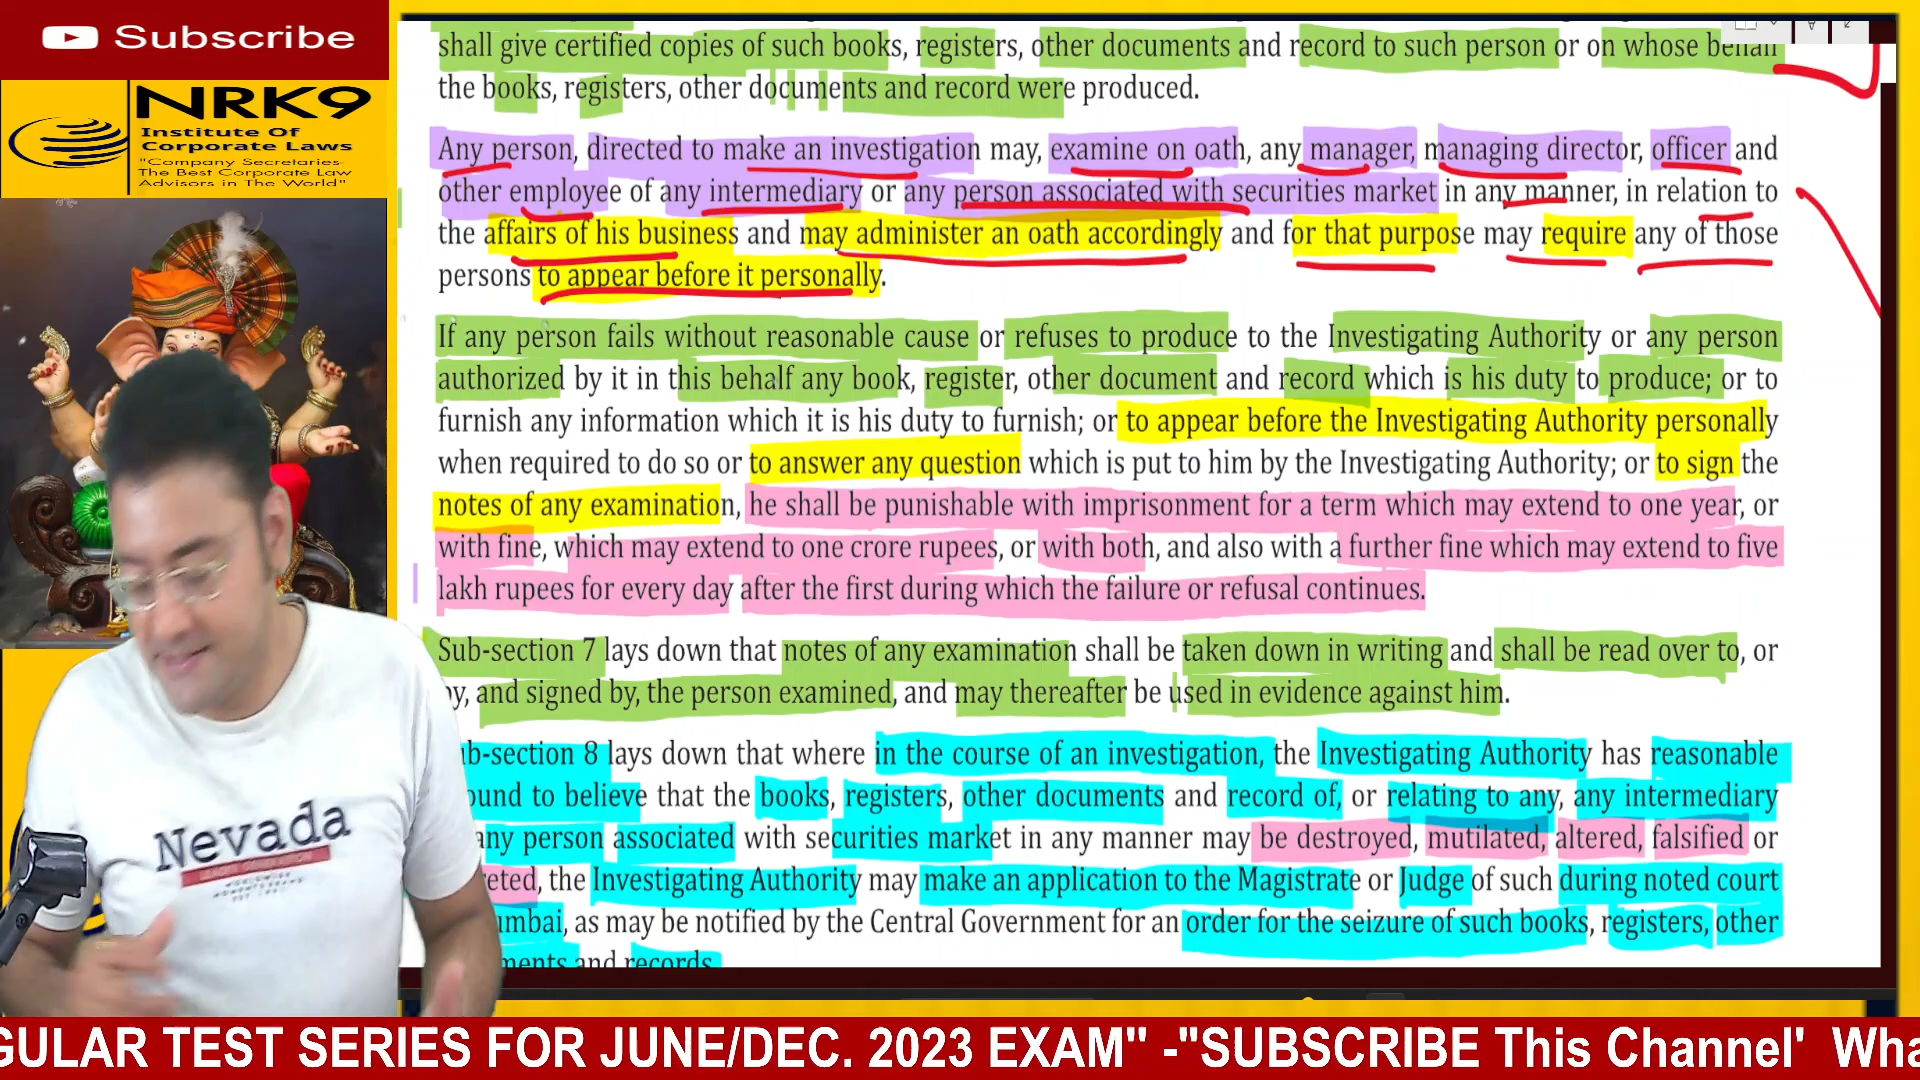 Subscribe
NRK9
Institute Of
Corporate Laws
"Company Secretaries-
The Best Corporate Law
Advisors in The World"
shall give certified copies of such books, registers, other documents and record to such person or on whose behalf
the books, registers, other documents and record were produced.
Any person, directed to make an investigation may, examine on oath, any manager, managing director, officer and
other employee of any intermediary or any person associated with securities market in any manner, in relation to
the affairs of his business and may administer an oath accordingly and for that purpose may require any of those
persons to appear before it personally.
If any person fails without reasonable cause or refuses to produce to the Investigating Authority or any person
authorized by it in this behalf any book, register, other document and record which is his duty to produce; or to
furnish any information which it is his duty to furnish; or to appear before the Investigating Authority personally
when required to do so or to answer any question which is put to him by the Investigating Authority; or to sign the
notes of any examination, he shall be punishable with imprisonment for a term which may extend to one year, or
with fine, which may extend to one crore rupees, or with both, and also with a further fine which may extend to five
lakh rupees for every day after the first during which the failure or refusal continues.
Sub-section 7 lays down that notes of any examination shall be taken down in writing and shall be read over to, or
by, and signed by, the person examined, and may thereafter be used in evidence against him.
ub-section 8 lays down that where in the course of an investigation, the Investigating Authority has reasonable
ound to believe that the books, registers, other documents and record of, or relating to any, any intermediary
any person associated with securities market in any manner may be destroyed, mutilated, altered, falsified or
eted, the Investigating Authority may make an application to the Magistrate or Judge of such during noted court
umbai, as may be notified by the Central Government for an order for the seizure of such books, registers, other
ments and records.
Nevada
GULAR TEST SERIES FOR JUNE/DEC. 2023 EXAM" -"SUBSCRIBE This Channel' Wha